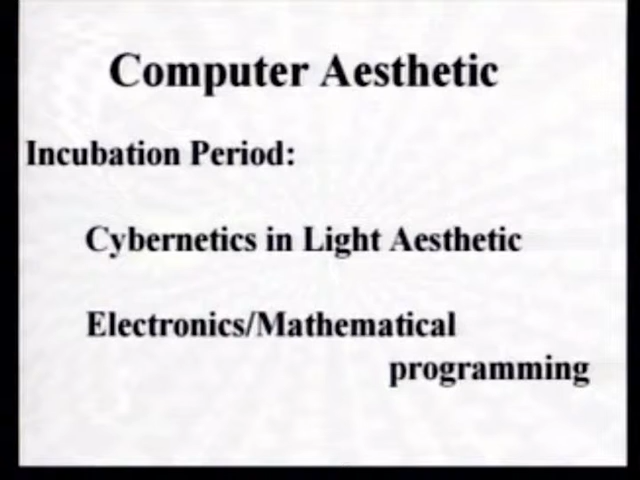 Computer Aesthetic
Incubation Period:
Cybernetics in Light Aesthetic
Electronics/Mathematical
programming